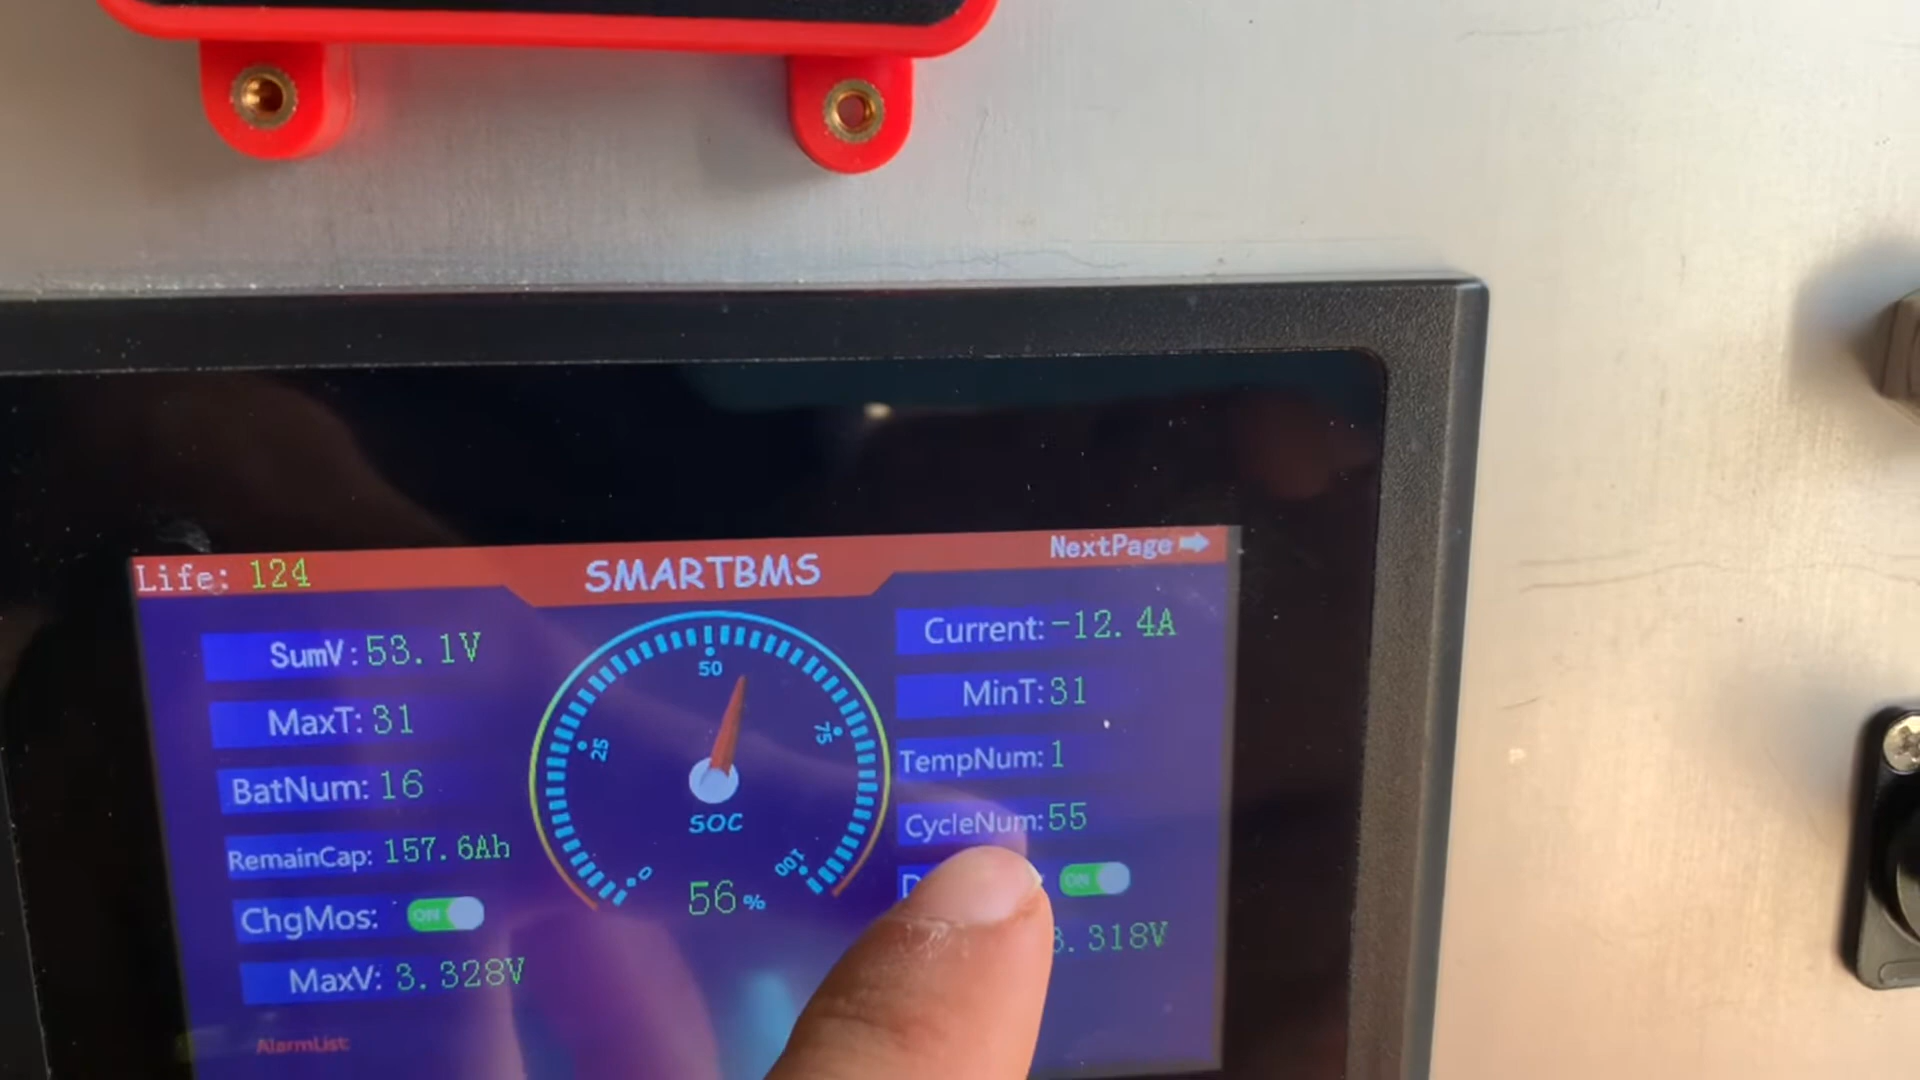 Life: 124
SMARTBMS
NextPage
SumV: 53.1V
Current: -12.4A
MaxT: 31
MinT: 31
BatNum: 16
TempNum: 1
RemainCap: 157.6Ah
CycleNum: 55
ChgMos: ON
ON
MaxV: 3.328V
3.318V
AlarmList:
0
25
50
75
100
SOC
56%